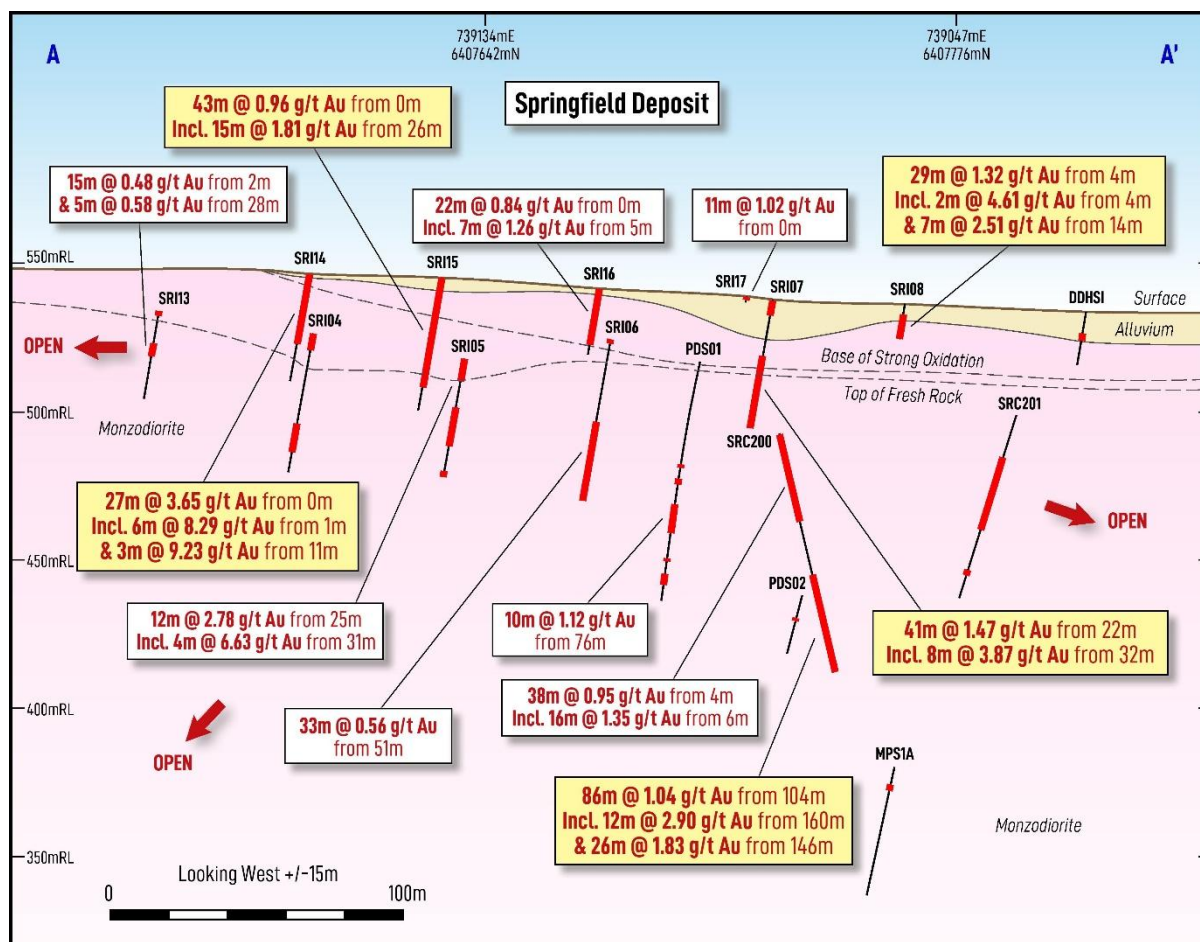 A
739134mE
6407642mN
739047mE
6407776mN
A'
Springfield Deposit
43m @ 0.96 g/t Au from 0m
Incl. 15m @ 1.81 g/t Au from 26m
15m @ 0.48 g/t Au from 2m
& 5m @ 0.58 g/t Au from 28m
22m @ 0.84 g/t Au from 0m
Incl. 7m @ 1.26 g/t Au from 5m
11m @ 1.02 g/t Au
from 0m
29m @ 1.32 g/t Au from 4m
Incl. 2m @ 4.61 g/t Au from 4m
& 7m @ 2.51 g/t Au from 14m
550mRL
SRI14
SRI15
SRI16
SRI17
SRI07
SRI08
DDHSI
Surface
SRI13
SRI04
SRI06
Alluvium
OPEN
SRI05
PDS01
Base of Strong Oxidation
Top of Fresh Rock
500mRL
Monzodiorite
SRC200
SRC201
27m @ 3.65 g/t Au from 0m
Incl. 6m @ 8.29 g/t Au from 1m
& 3m @ 9.23 g/t Au from 11m
OPEN
450mRL
PDS02
12m @ 2.78 g/t Au from 25m
Incl. 4m @ 6.63 g/t Au from 31m
10m @ 1.12 g/t Au
from 76m
41m @ 1.47 g/t Au from 22m
Incl. 8m @ 3.87 g/t Au from 32m
38m @ 0.95 g/t Au from 4m
Incl. 16m @ 1.35 g/t Au from 6m
400mRL
33m @ 0.56 g/t Au
from 51m
OPEN
MPS1A
86m @ 1.04 g/t Au from 104m
Incl. 12m @ 2.90 g/t Au from 160m
& 26m @ 1.83 g/t Au from 146m
Monzodiorite
350mRL
Looking West +/-15m
0
100m